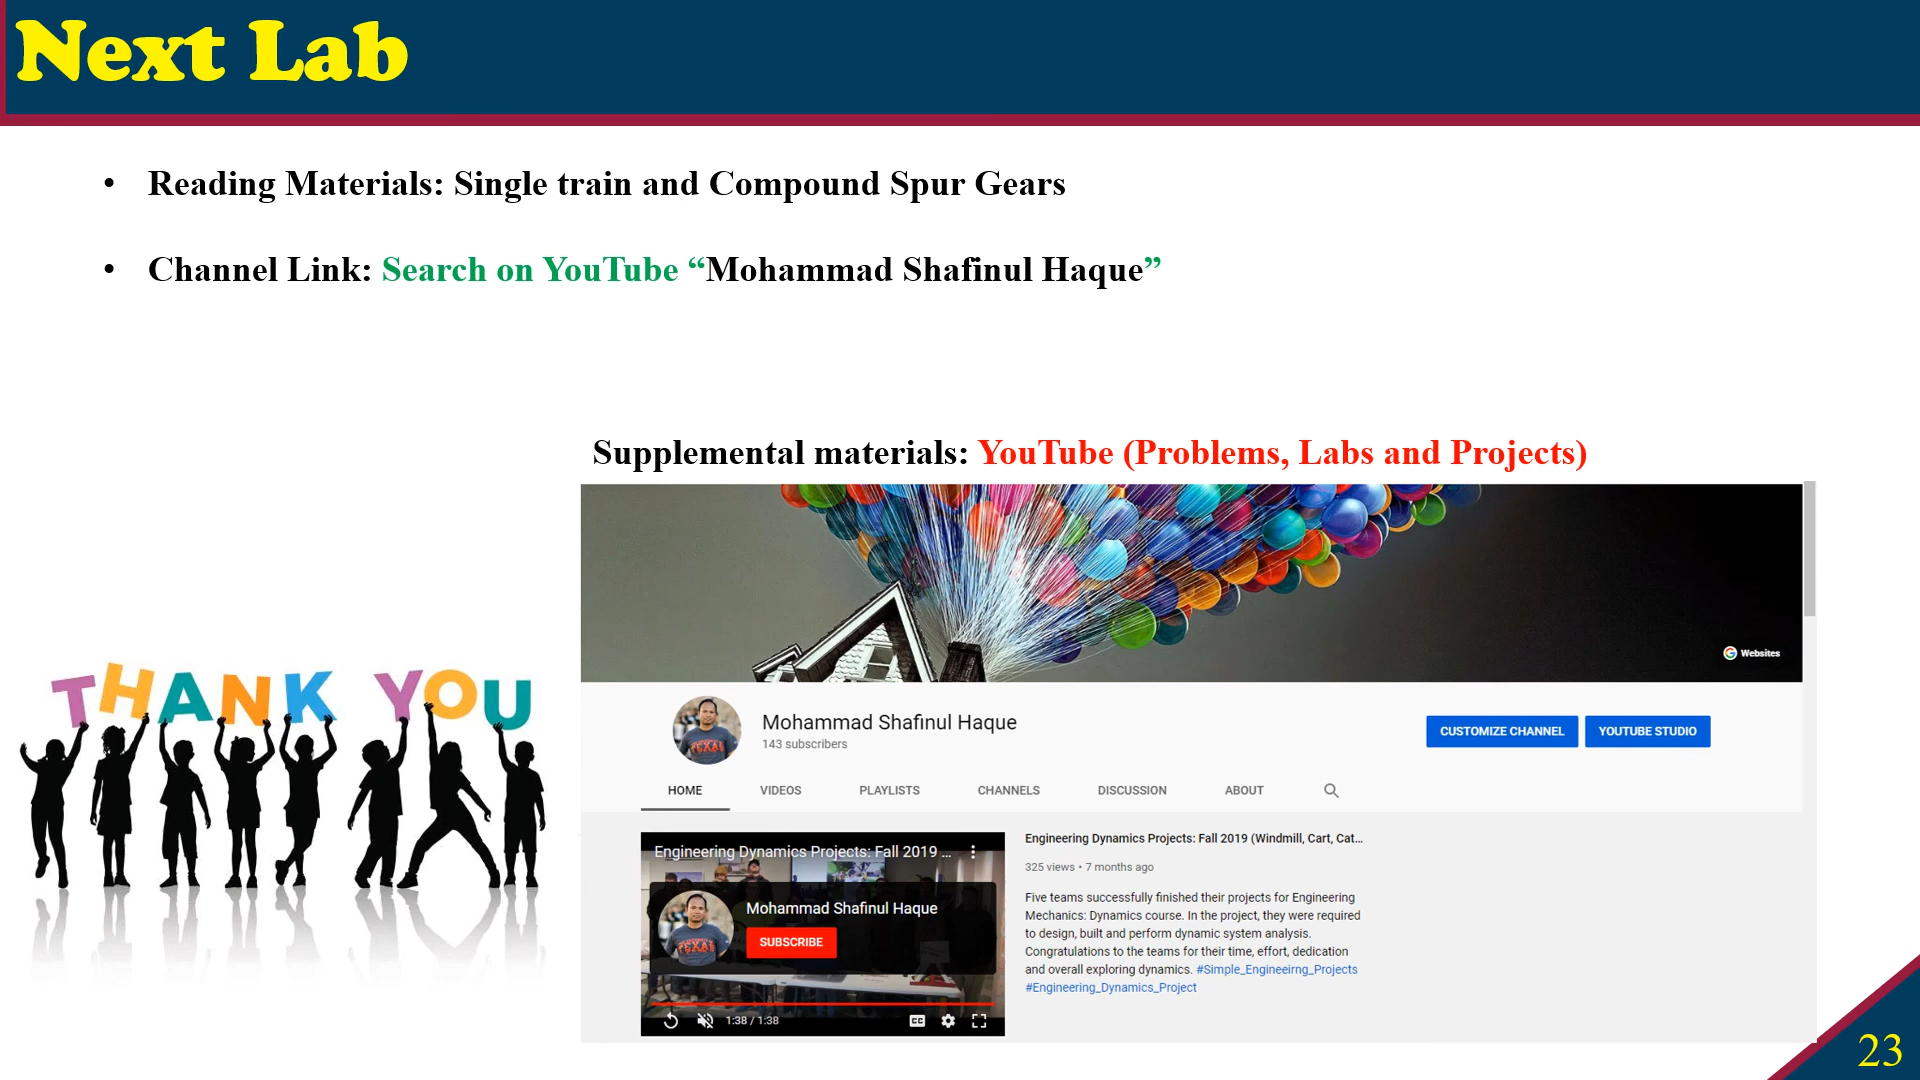 Next Lab
• Reading Materials: Single train and Compound Spur Gears
• Channel Link: Search on YouTube “Mohammad Shafinul Haque”
Supplemental materials: YouTube (Problems, Labs and Projects)
Websites
THANK YOU
Mohammad Shafinul Haque
143 subscribers
CUSTOMIZE CHANNEL YOUTUBE STUDIO
HOME VIDEOS PLAYLISTS CHANNELS DISCUSSION ABOUT
Engineering Dynamics Projects: Fall 2019 ...
Mohammad Shafinul Haque
SUBSCRIBE
1:38 / 1:38
CC
Engineering Dynamics Projects: Fall 2019 (Windmill, Cart, Cat...
325 views • 7 months ago
Five teams successfully finished their projects for Engineering
Mechanics: Dynamics course. In the project, they were required
to design, built and perform dynamic system analysis.
Congratulations to the teams for their time, effort, dedication
and overall exploring dynamics. #Simple_Engineeirng_Projects
#Engineering_Dynamics_Project
23